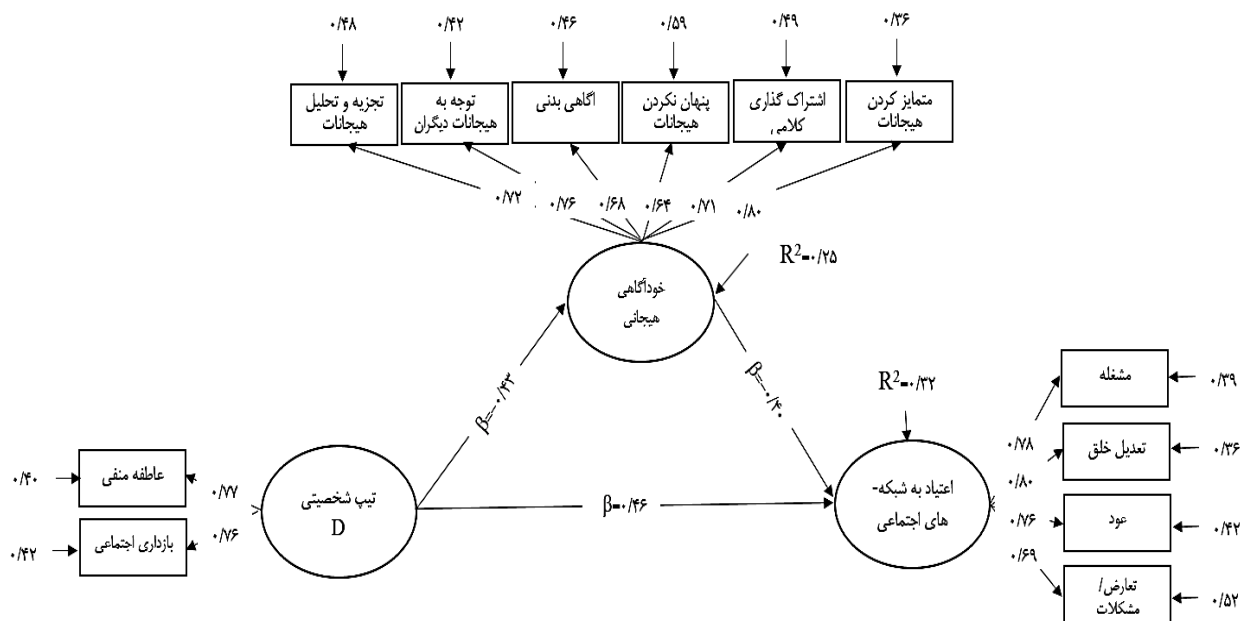 ۰/۴۸
۰/۴۲
۰/۴۶
۰/۵۹
۰/۴۹
۰/۳۶
تجزیه و تحلیل
هیجانات
توجه به
هیجانات دیگران
اگاهی بدنی
پنهان نکردن
هیجانات
اشتراک گذاری
کلامی
متمایز کردن
هیجانات
۰/۷۲
۰/۷۶
۰/۶۸
۰/۶۴
۰/۷۱
۰/۸۰
خودآگاهی
هیجانی
R²=۰/۲۵
β=-۰/۴۳
β=-۰/۴۰
R²=۰/۳۲
β=۰/۴۶
۰/۴۰
عاطفه منفی
۰/۷۷
۰/۴۲
بازداری اجتماعی
۰/۷۶
تیپ شخصیتی
D
اعتیاد به شبکه-
های اجتماعی
۰/۷۸
مشغله
۰/۳۹
۰/۸۰
تعدیل خلق
۰/۳۶
۰/۷۶
عود
۰/۴۲
۰/۶۹
تعارض/
مشکلات
۰/۵۲